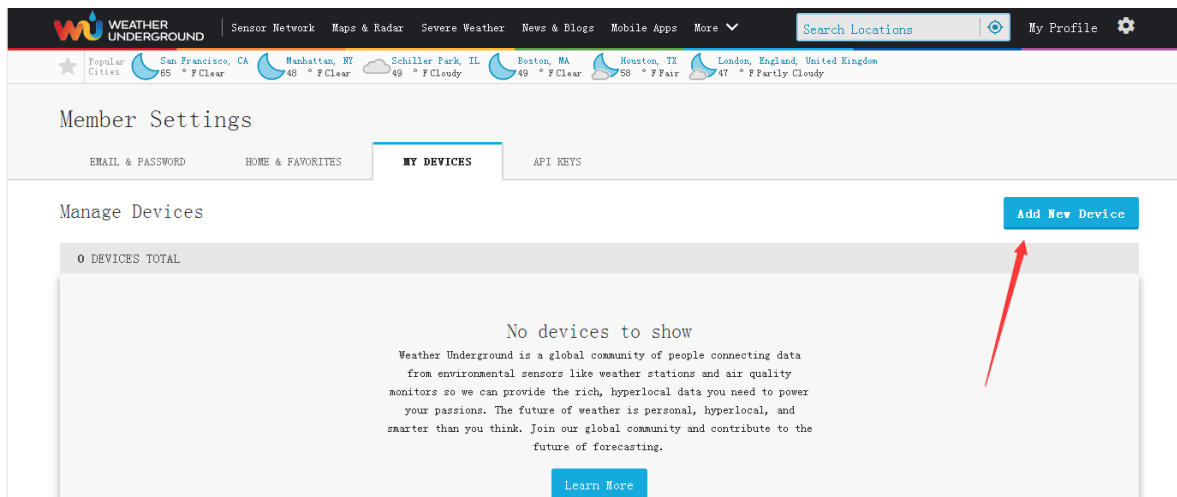 WEATHER
UNDERGROUND
Sensor Network Maps & Radar Severe Weather News & Blogs Mobile Apps More
Search Locations
My Profile
Popular
Cities
San Francisco, CA
65 °F Clear
Manhattan, NY
48 °F Clear
Schiller Park, IL
49 °F Cloudy
Boston, MA
49 °F Clear
Houston, TX
58 °F Fair
London, England, United Kingdom
47 °F Partly Cloudy
Member Settings
EMAIL & PASSWORD HOME & FAVORITES MY DEVICES API KEYS
Manage Devices
Add New Device
0 DEVICES TOTAL
No devices to show
Weather Underground is a global community of people connecting data
from environmental sensors like weather stations and air quality
monitors so we can provide the rich, hyperlocal data you need to power
your passions. The future of weather is personal, hyperlocal, and
smarter than you think. Join our global community and contribute to the
future of forecasting.
Learn More